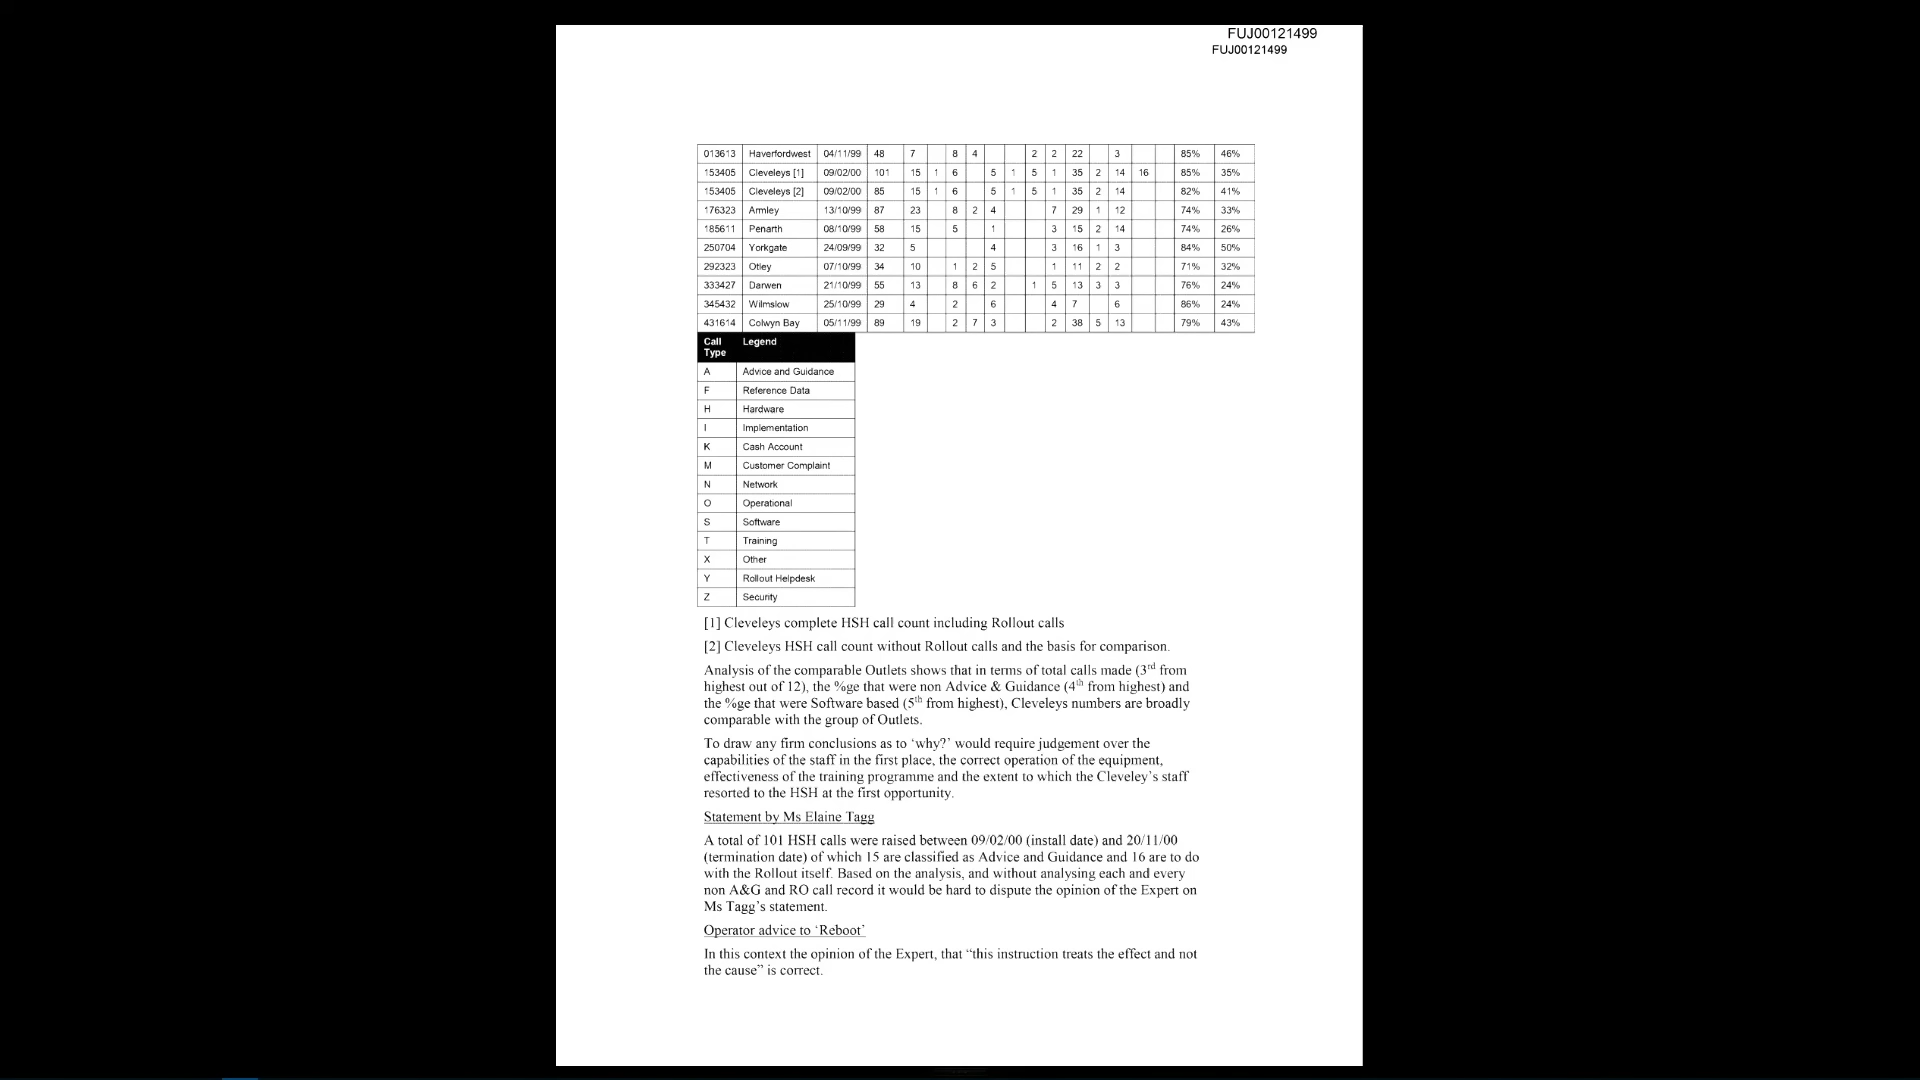 FUJ00121499
FUJ00121499
013613 Haverfordwest 04/11/99 48 7 8 4 2 2 22 3 85% 46%
153405 Cleveleys [1] 09/02/00 101 15 1 6 5 1 5 1 35 2 14 16 85% 35%
153405 Cleveleys [2] 09/02/00 85 15 1 6 5 1 5 1 35 2 14 82% 41%
176323 Armley 13/10/99 87 23 8 2 4 7 29 1 12 74% 33%
185611 Penarth 08/10/99 58 15 5 1 3 15 2 14 74% 26%
250704 Yorkgate 24/09/99 32 5 4 3 16 1 3 84% 50%
292323 Otley 07/10/99 34 10 1 2 5 1 11 2 2 71% 32%
333427 Darwen 21/10/99 55 13 8 6 2 1 5 13 3 3 76% 24%
345432 Wilmslow 25/10/99 29 4 2 6 4 7 6 86% 24%
431614 Colwyn Bay 05/11/99 89 19 2 7 3 2 38 5 13 79% 43%
Call Type Legend
A Advice and Guidance
F Reference Data
H Hardware
I Implementation
K Cash Account
M Customer Complaint
N Network
O Operational
S Software
T Training
X Other
Y Rollout Helpdesk
Z Security
[1] Cleveleys complete HSH call count including Rollout calls
[2] Cleveleys HSH call count without Rollout calls and the basis for comparison.
Analysis of the comparable Outlets shows that in terms of total calls made (3rd from
highest out of 12), the %ge that were non Advice & Guidance (4th from highest) and
the %ge that were Software based (5th from highest), Cleveleys numbers are broadly
comparable with the group of Outlets.
To draw any firm conclusions as to ‘why?’ would require judgement over the
capabilities of the staff in the first place, the correct operation of the equipment,
effectiveness of the training programme and the extent to which the Cleveley’s staff
resorted to the HSH at the first opportunity.
Statement by Ms Elaine Tagg
A total of 101 HSH calls were raised between 09/02/00 (install date) and 20/11/00
(termination date) of which 15 are classified as Advice and Guidance and 16 are to do
with the Rollout itself. Based on the analysis, and without analysing each and every
non A&G and RO call record it would be hard to dispute the opinion of the Expert on
Ms Tagg’s statement.
Operator advice to ‘Reboot’
In this context the opinion of the Expert, that “this instruction treats the effect and not
the cause” is correct.